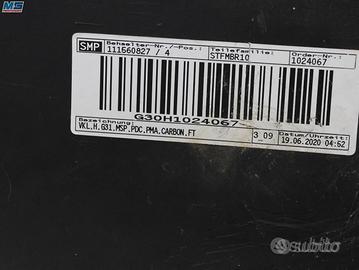 MS
SMP
Behaelter-Nr./-Pos.:
111560827 / 4
Teilefamilie:
STFMBR10
Order-Nr.:
1024067
G30H1024067
Bezeichnung:
VKL.H.G31.MSP.PDC.PMA.CARBON.FT
3 09
Datum/Uhrzeit:
19.06.2020 04:52
subito